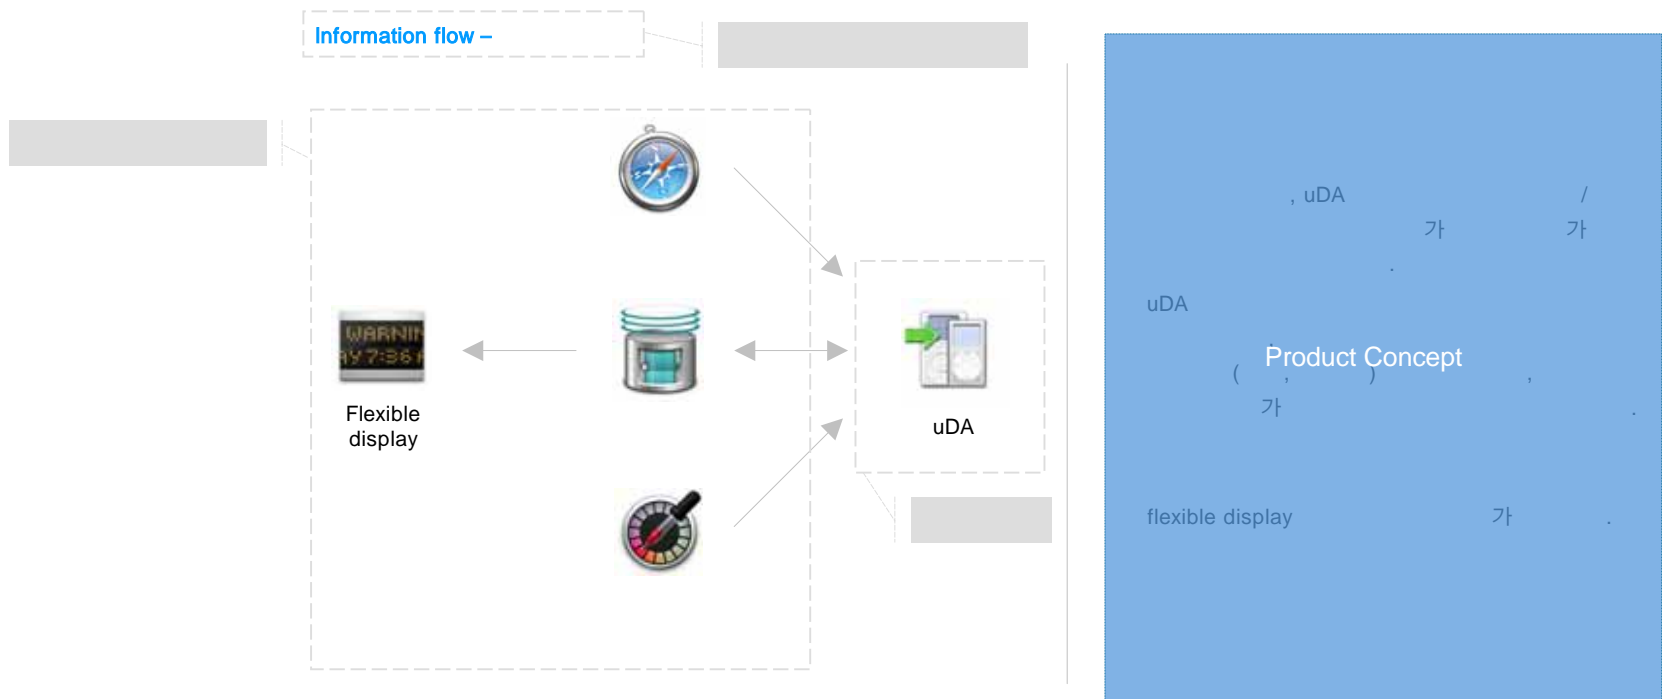 Information flow –
WARNIN
AY 7:36 A
Flexible
display
uDA
, uDA /
가 가
.
uDA
Product Concept
( , ) ,
가 .
flexible display 가 .